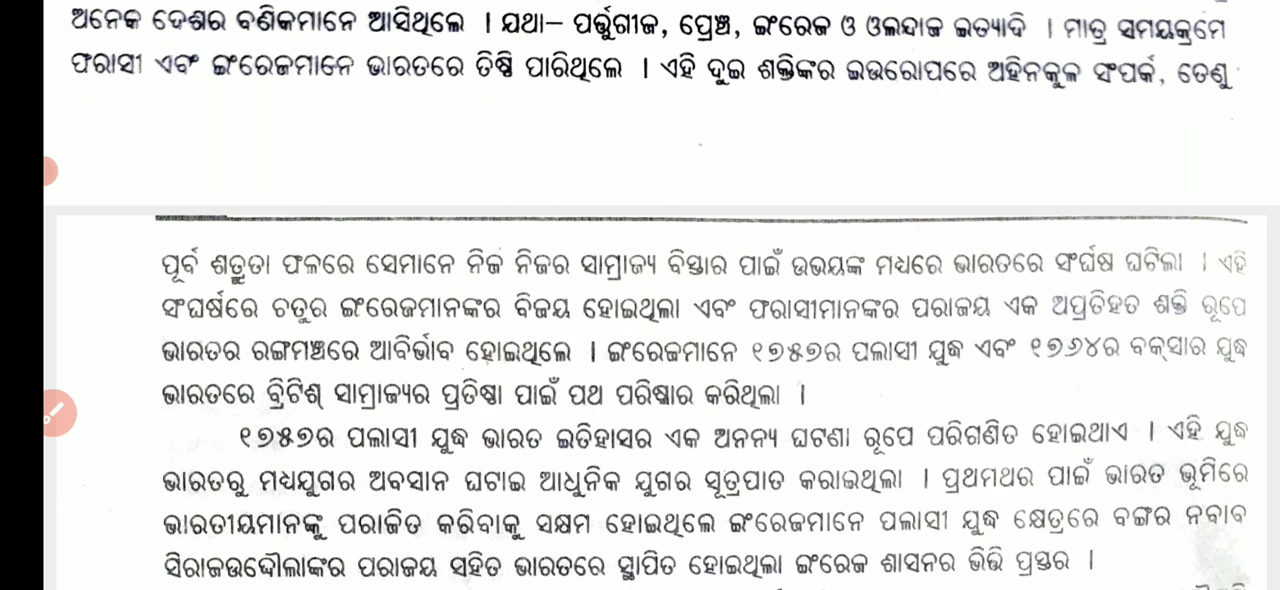 ଅନେକ ଦେଶର ବଣିକମାନେ ଆସିଥିଲେ । ଯଥା– ପର୍ତ୍ତୁଗୀଜ, ଫ୍ରେଞ୍ଚ, ଇଂରେଜ ଓ ଓଲନ୍ଦାଜ ଇତ୍ୟାଦି । ମାତ୍ର ସମୟକ୍ରମେ
ଫରାସୀ ଏବଂ ଇଂରେଜମାନେ ଭାରତରେ ତିଷ୍ଠି ପାରିଥିଲେ । ଏହି ଦୁଇ ଶକ୍ତିଙ୍କର ଇଉରୋପରେ ଅହିନକୁଳ ସଂପର୍କ, ତେଣୁ
ପୂର୍ବ ଶତ୍ରୁତା ଫଳରେ ସେମାନେ ନିଜ ନିଜର ସାମ୍ରାଜ୍ୟ ବିସ୍ତାର ପାଇଁ ଉଭୟଙ୍କ ମଧ୍ୟରେ ଭାରତରେ ସଂର୍ଘଷ ଘଟିଲା । ଏହି
ସଂଘର୍ଷରେ ଚତୁର ଇଂରେଜମାନଙ୍କର ବିଜୟ ହୋଇଥିଲା ଏବଂ ଫରାସୀମାନଙ୍କର ପରାଜୟ ଏକ ଅପ୍ରତିହତ ଶକ୍ତି ରୂପେ
ଭାରତର ରଙ୍ଗମଞ୍ଚରେ ଆବିର୍ଭାବ ହୋଇଥିଲେ । ଇଂରେଜମାନେ ୧୭୫୭ର ପଲାସୀ ଯୁଦ୍ଧ ଏବଂ ୧୭୬୪ର ବକ୍‌ସାର ଯୁଦ୍ଧ
ଭାରତରେ ବ୍ରିଟିଶ୍ ସାମ୍ରାଜ୍ୟର ପ୍ରତିଷ୍ଠା ପାଇଁ ପଥ ପରିଷ୍କାର କରିଥିଲା ।
୧୭୫୭ର ପଲାସୀ ଯୁଦ୍ଧ ଭାରତ ଇତିହାସର ଏକ ଅନନ୍ୟ ଘଟଣା ରୂପେ ପରିଗଣିତ ହୋଇଥାଏ । ଏହି ଯୁଦ୍ଧ
ଭାରତରୁ ମଧ୍ୟଯୁଗର ଅବସାନ ଘଟାଇ ଆଧୁନିକ ଯୁଗର ସୂତ୍ରପାତ କରାଇଥିଲା । ପ୍ରଥମଥର ପାଇଁ ଭାରତ ଭୂମିରେ
ଭାରତୀୟମାନଙ୍କୁ ପରାଜିତ କରିବାକୁ ସକ୍ଷମ ହୋଇଥିଲେ ଇଂରେଜମାନେ ପଲାସୀ ଯୁଦ୍ଧ କ୍ଷେତ୍ରରେ ବଙ୍ଗର ନବାବ
ସିରାଜଉଦ୍ଦୌଲାଙ୍କର ପରାଜୟ ସହିତ ଭାରତରେ ସ୍ଥାପିତ ହୋଇଥିଲା ଇଂରେଜ ଶାସନର ଭିତ୍ତି ପ୍ରସ୍ତର ।